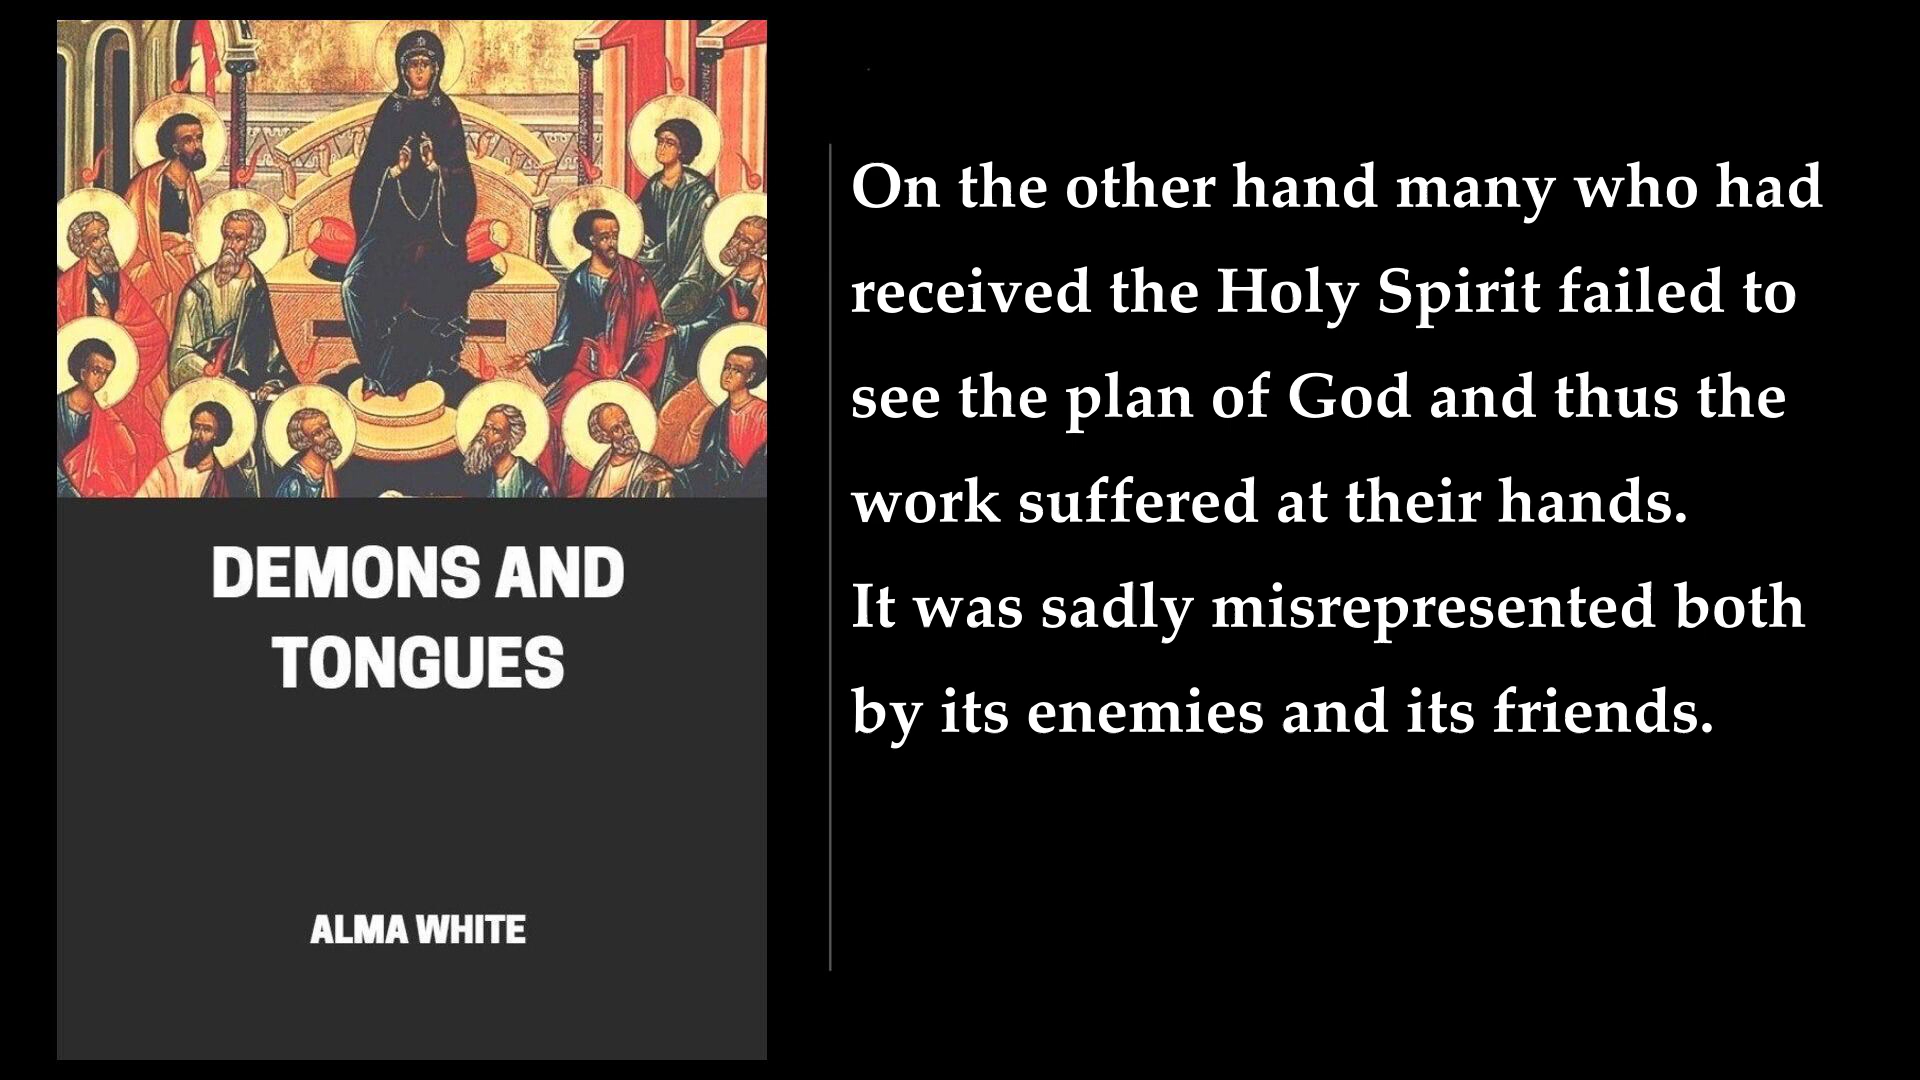 DEMONS AND
TONGUES
ALMA WHITE
On the other hand many who had
received the Holy Spirit failed to
see the plan of God and thus the
work suffered at their hands.
It was sadly misrepresented both
by its enemies and its friends.